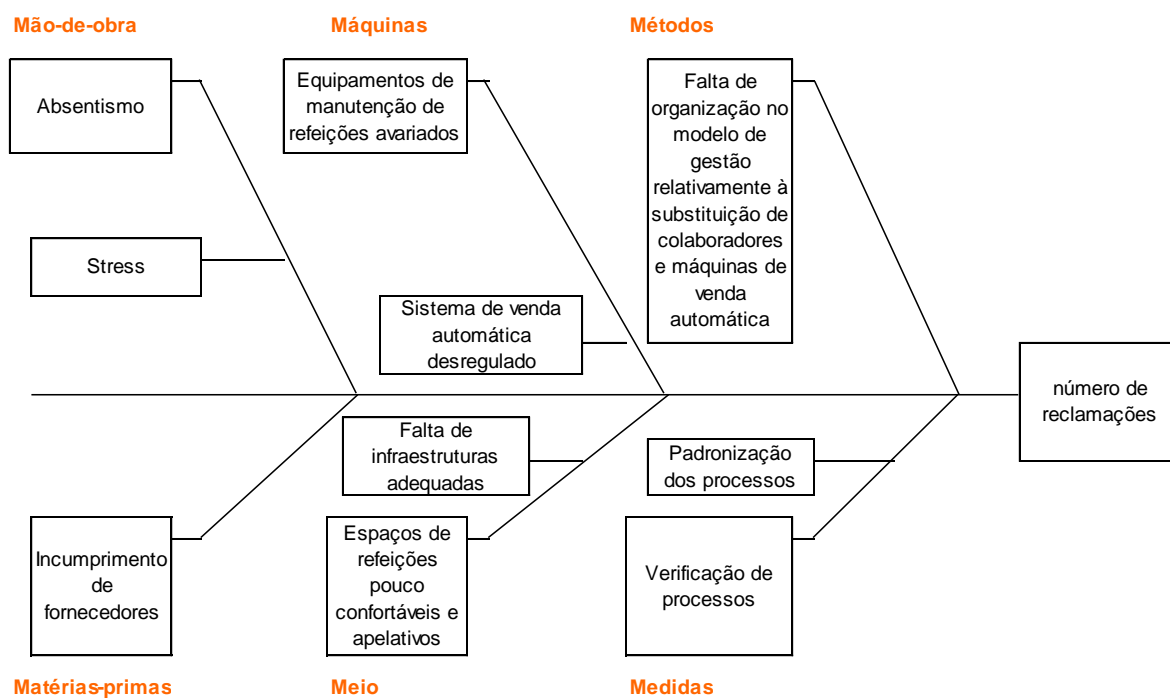 Mão-de-obra
Máquinas
Métodos
Absentismo
Equipamentos de
manutenção de
refeições avariados
Falta de
organização no
modelo de
gestão
relativamente à
substituição de
colaboradores
e máquinas de
venda
automática
Stress
Sistema de venda
automática
desregulado
número de
reclamações
Falta de
infraestruturas
adequadas
Padronização
dos processos
Incumprimento
de
fornecedores
Espaços de
refeições
pouco
confortáveis e
apelativos
Verificação de
processos
Matérias-primas
Meio
Medidas